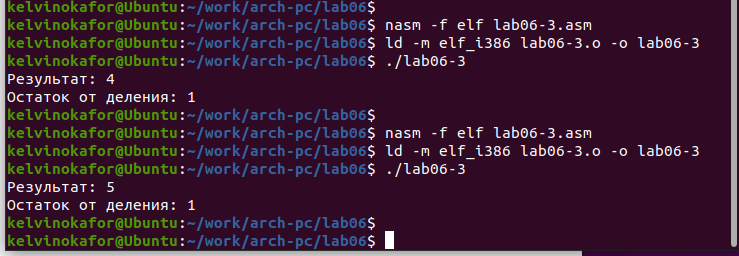 kelvinokafor@Ubuntu:~/work/arch-pc/lab06$
kelvinokafor@Ubuntu:~/work/arch-pc/lab06$ nasm -f elf lab06-3.asm
kelvinokafor@Ubuntu:~/work/arch-pc/lab06$ ld -m elf_i386 lab06-3.o -o lab06-3
kelvinokafor@Ubuntu:~/work/arch-pc/lab06$ ./lab06-3
Результат: 4
Остаток от деления: 1
kelvinokafor@Ubuntu:~/work/arch-pc/lab06$
kelvinokafor@Ubuntu:~/work/arch-pc/lab06$ nasm -f elf lab06-3.asm
kelvinokafor@Ubuntu:~/work/arch-pc/lab06$ ld -m elf_i386 lab06-3.o -o lab06-3
kelvinokafor@Ubuntu:~/work/arch-pc/lab06$ ./lab06-3
Результат: 5
Остаток от деления: 1
kelvinokafor@Ubuntu:~/work/arch-pc/lab06$
kelvinokafor@Ubuntu:~/work/arch-pc/lab06$